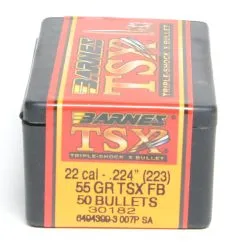 BARNES
TSX
TRIPLE-SHOCK X BULLET
BARNES
TSX
TRIPLE-SHOCK X BULLET
22 cal - .224" (223)
55 GR TSX FB
50 BULLETS
30182